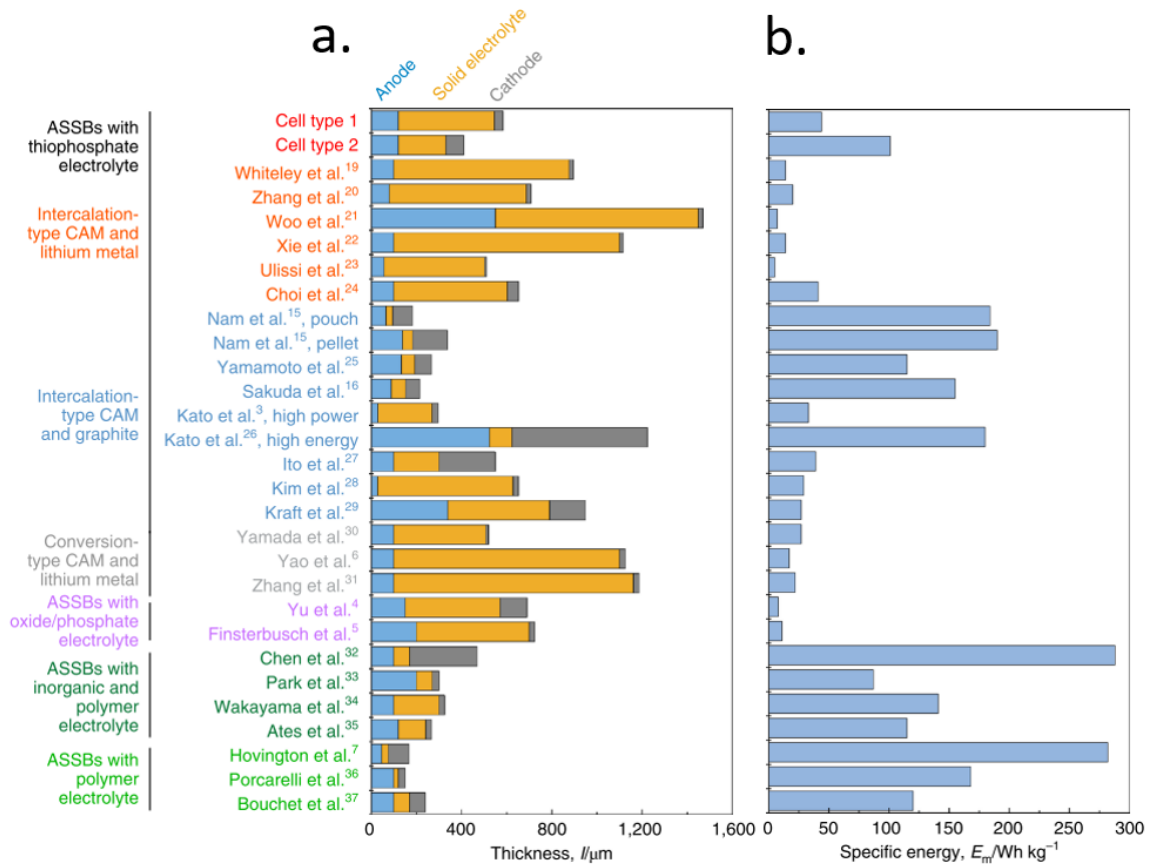 a.
b.
Anode
Solid electrolyte
Cathode
ASSBs with
thiophosphate
electrolyte
Intercalation-
type CAM and
lithium metal
Intercalation-
type CAM
and graphite
Conversion-
type CAM and
lithium metal
ASSBs with
oxide/phosphate
electrolyte
ASSBs with
inorganic and
polymer
electrolyte
ASSBs with
polymer
electrolyte
Cell type 1
Cell type 2
Whiteley et al.¹⁹
Zhang et al.²⁰
Woo et al.²¹
Xie et al.²²
Ulissi et al.²³
Choi et al.²⁴
Nam et al.¹⁵, pouch
Nam et al.¹⁵, pellet
Yamamoto et al.²⁵
Sakuda et al.¹⁶
Kato et al.³, high power
Kato et al.²⁶, high energy
Ito et al.²⁷
Kim et al.²⁸
Kraft et al.²⁹
Yamada et al.³⁰
Yao et al.⁶
Zhang et al.³¹
Yu et al.⁴
Finsterbusch et al.⁵
Chen et al.³²
Park et al.³³
Wakayama et al.³⁴
Ates et al.³⁵
Hovington et al.⁷
Porcarelli et al.³⁶
Bouchet et al.³⁷
0 400 800 1,200 1,600
Thickness, l/μm
0 50 100 150 200 250 300
Specific energy, Eₘ/Wh kg⁻¹